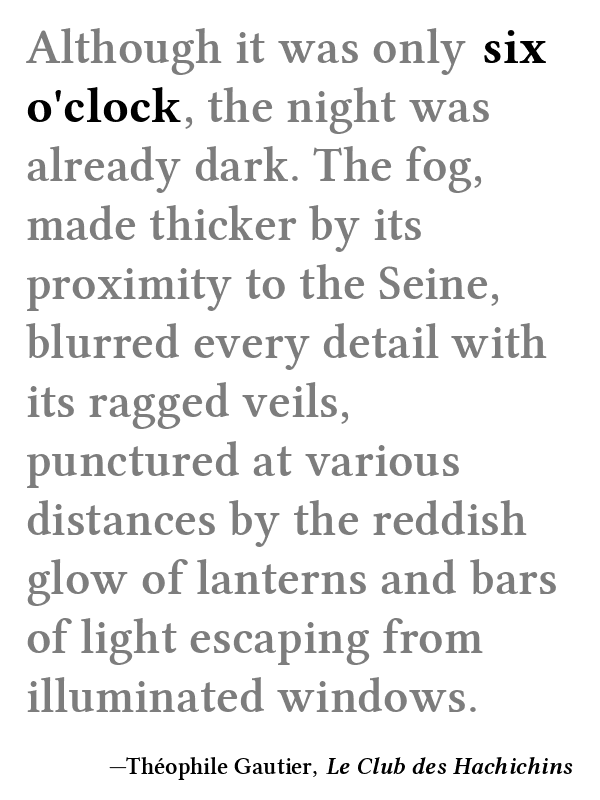 Although it was only six
o'clock, the night was
already dark. The fog,
made thicker by its
proximity to the Seine,
blurred every detail with
its ragged veils,
punctured at various
distances by the reddish
glow of lanterns and bars
of light escaping from
illuminated windows.
—Théophile Gautier, Le Club des Hachichins